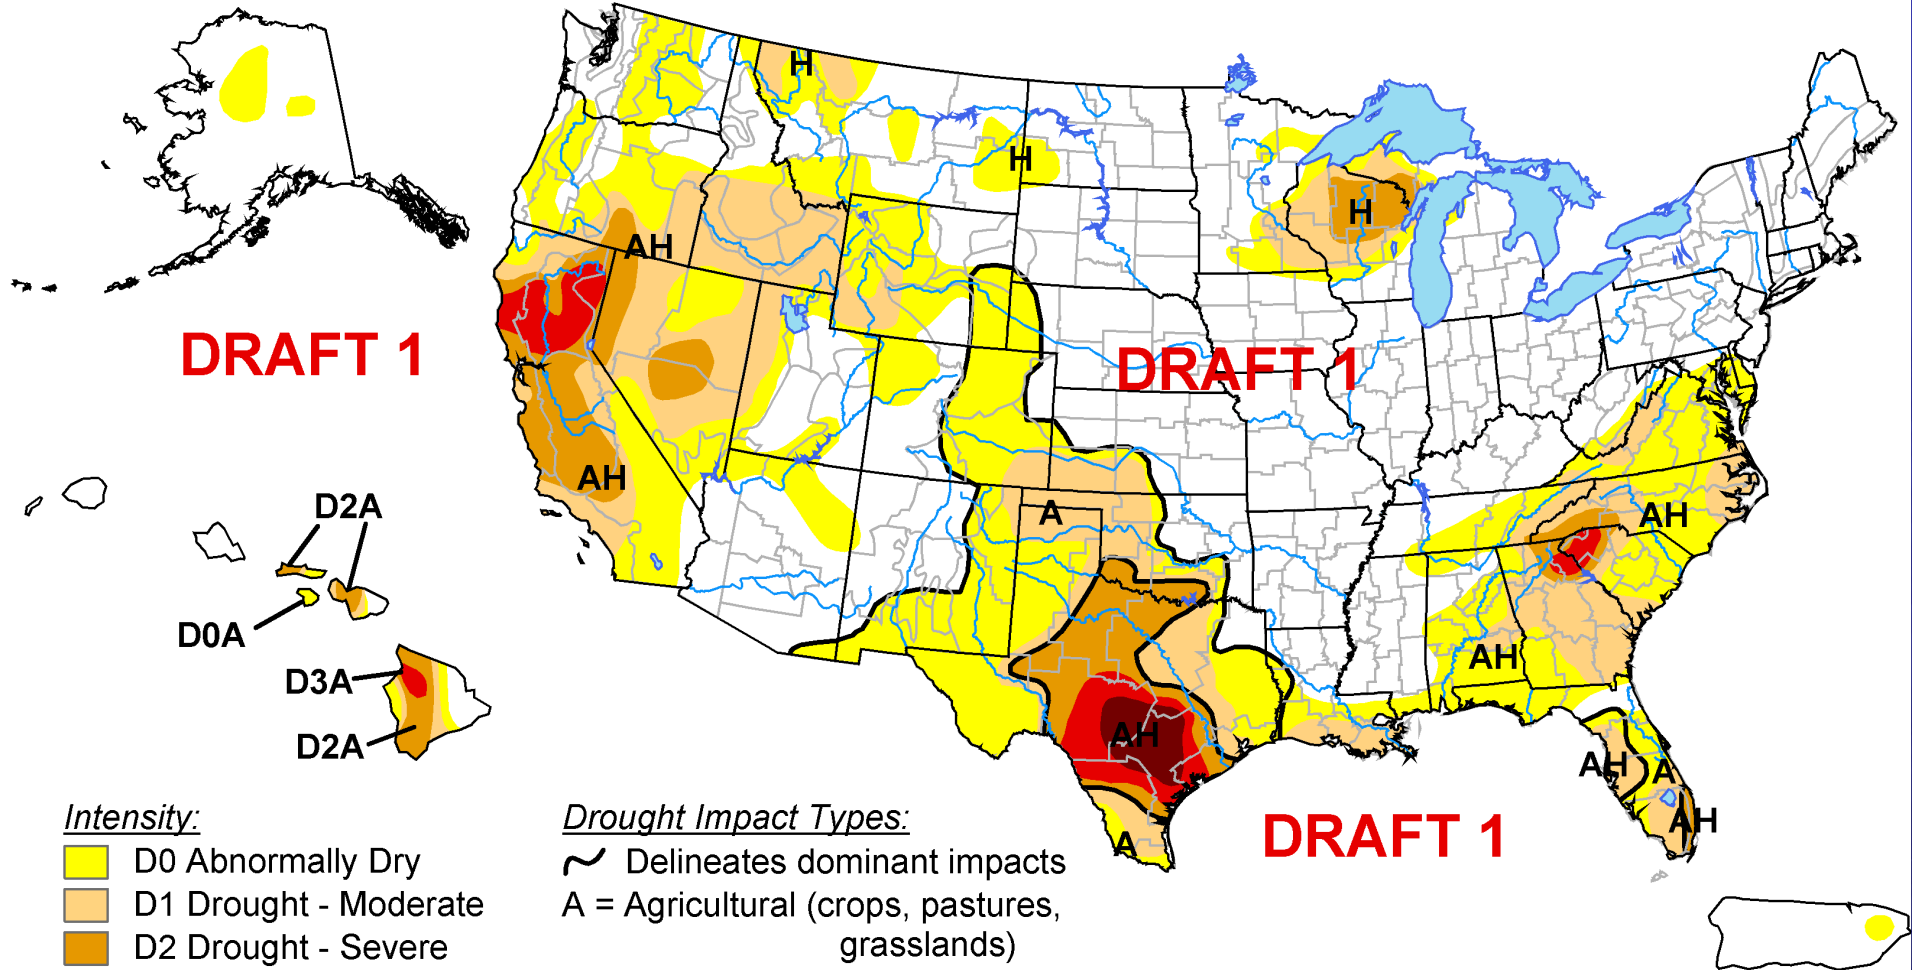 H
H
H
AH
DRAFT 1
DRAFT 1
AH
D2A
A
AH
D0A
AH
D3A
D2A
AH
AH
A
AH
A
DRAFT 1
Intensity:
D0 Abnormally Dry
D1 Drought - Moderate
D2 Drought - Severe
Drought Impact Types:
Delineates dominant impacts
A = Agricultural (crops, pastures,
grasslands)